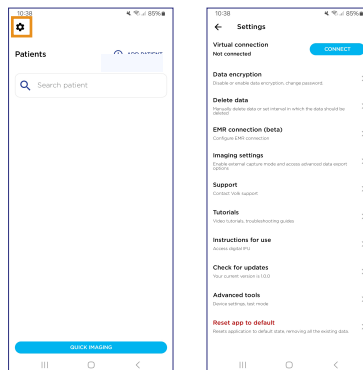 10:38
85%
Patients
ADD PATIENT
Search patient
QUICK IMAGING
10:38
85%
Settings
Virtual connection
Not connected
CONNECT
Data encryption
Disable or enable data encryption, change password.
Delete data
Manually delete data or set interval in which the data should be
deleted
EMR connection (beta)
Configure EMR connection
Imaging settings
Enable external capture mode and access advanced data export
options
Support
Contact Volk support
Tutorials
Video tutorials, troubleshooting guides
Instructions for use
Access digital IFU
Check for updates
Your current version is 1.0.0
Advanced tools
Device settings, test mode
Reset app to default
Resets application to default state, removing all the existing data.